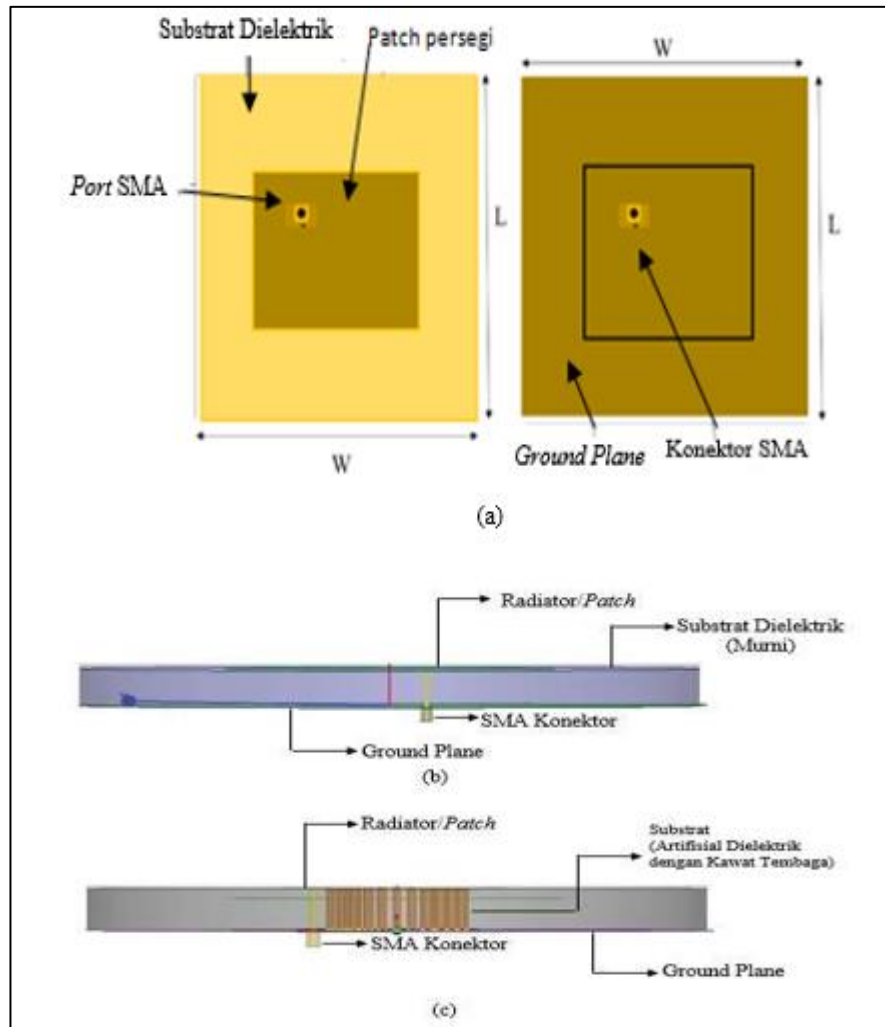 Substrat Dielektrik
Patch persegi
W
Port SMA
L
L
Ground Plane
Konektor SMA
W
(a)
Radiator/Patch
Substrat Dielektrik
(Murni)
SMA Konektor
Ground Plane
(b)
Radiator/Patch
Substrat
(Artifisial Dielektrik
dengan Kawat Tembaga)
SMA Konektor
Ground Plane
(c)